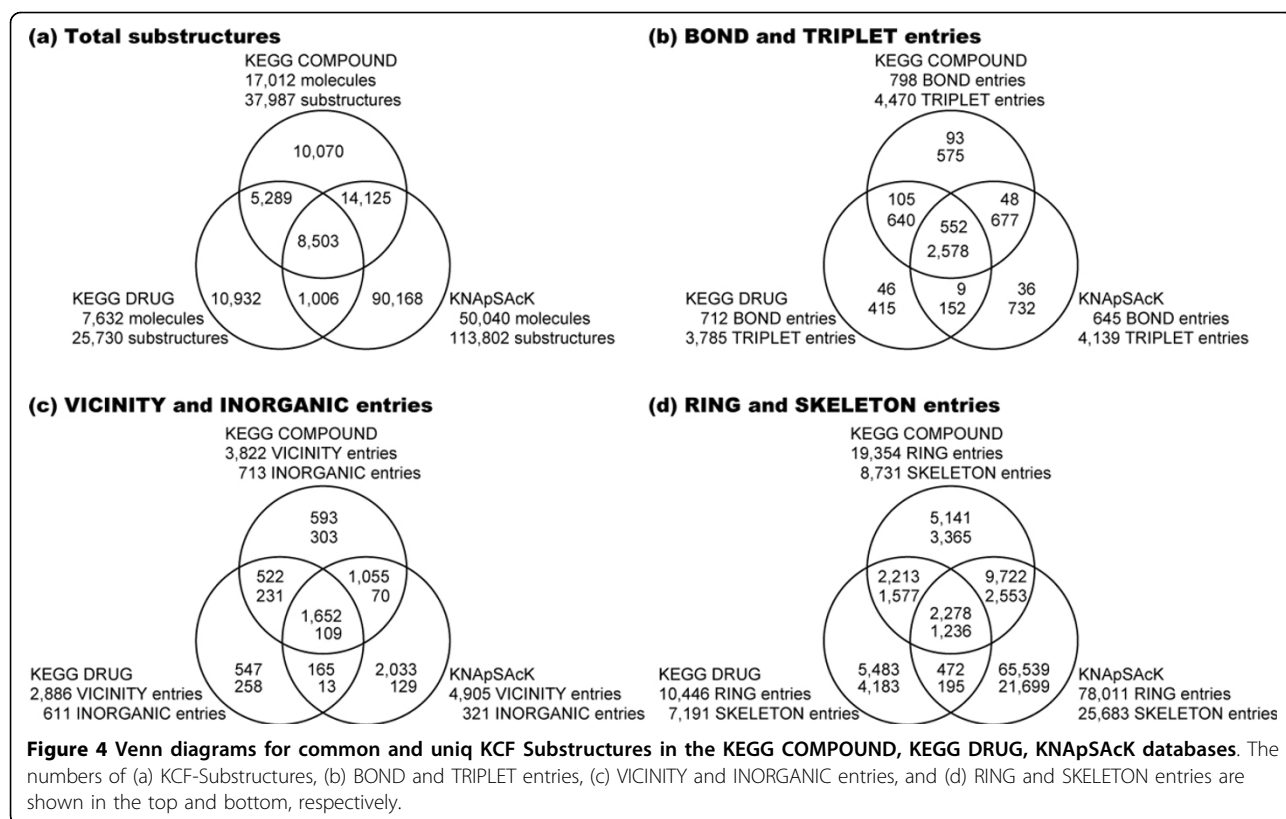 (a) Total substructures
KEGG COMPOUND
17,012 molecules
37,987 substructures
10,070
5,289
14,125
8,503
KEGG DRUG
7,632 molecules
25,730 substructures
10,932
1,006
90,168
KNApSAcK
50,040 molecules
113,802 substructures
(b) BOND and TRIPLET entries
KEGG COMPOUND
798 BOND entries
4,470 TRIPLET entries
93
575
105
640
48
677
552
2,578
KEGG DRUG
712 BOND entries
3,785 TRIPLET entries
46
415
9
152
36
732
KNApSAcK
645 BOND entries
4,139 TRIPLET entries
(c) VICINITY and INORGANIC entries
KEGG COMPOUND
3,822 VICINITY entries
713 INORGANIC entries
593
303
522
231
1,055
70
1,652
109
KEGG DRUG
2,886 VICINITY entries
611 INORGANIC entries
547
258
165
13
2,033
129
KNApSAcK
4,905 VICINITY entries
321 INORGANIC entries
(d) RING and SKELETON entries
KEGG COMPOUND
19,354 RING entries
8,731 SKELETON entries
5,141
3,365
2,213
1,577
9,722
2,553
2,278
1,236
KEGG DRUG
10,446 RING entries
7,191 SKELETON entries
5,483
4,183
472
195
65,539
21,699
KNApSAcK
78,011 RING entries
25,683 SKELETON entries
Figure 4 Venn diagrams for common and uniq KCF Substructures in the KEGG COMPOUND, KEGG DRUG, KNApSAcK databases. The
numbers of (a) KCF-Substructures, (b) BOND and TRIPLET entries, (c) VICINITY and INORGANIC entries, and (d) RING and SKELETON entries are
shown in the top and bottom, respectively.